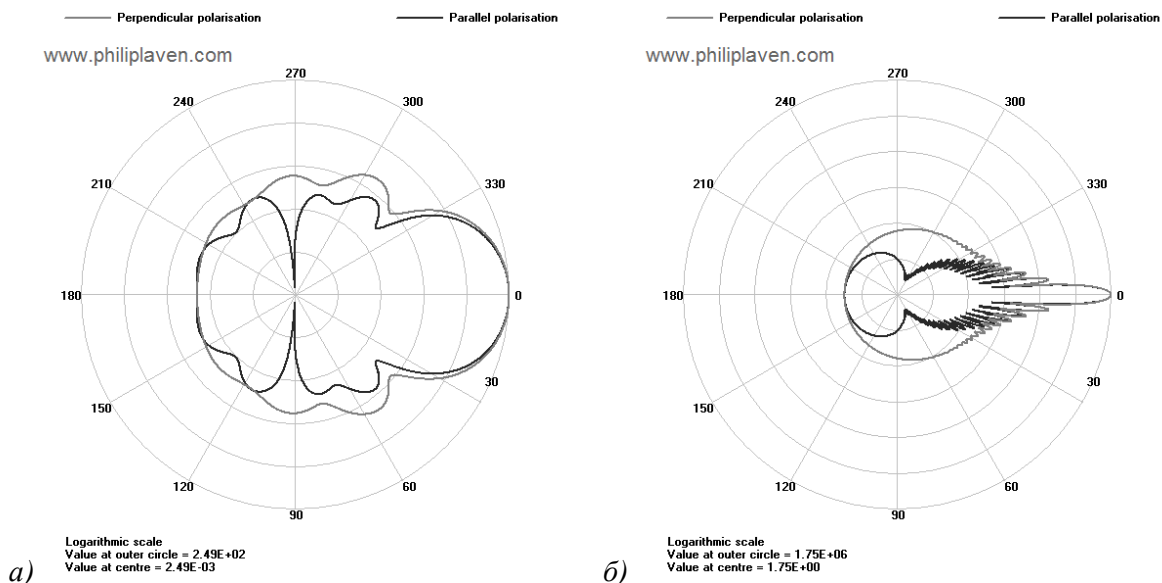 Perpendicular polarisation Parallel polarisation
www.philiplaven.com
270
240 300
210 330
180 0
150 30
120 60
90
Logarithmic scale
Value at outer circle = 2.49E+02
Value at centre = 2.49E-03
а)
Perpendicular polarisation Parallel polarisation
www.philiplaven.com
270
240 300
210 330
180 0
150 30
120 60
90
Logarithmic scale
Value at outer circle = 1.75E+06
Value at centre = 1.75E+00
б)